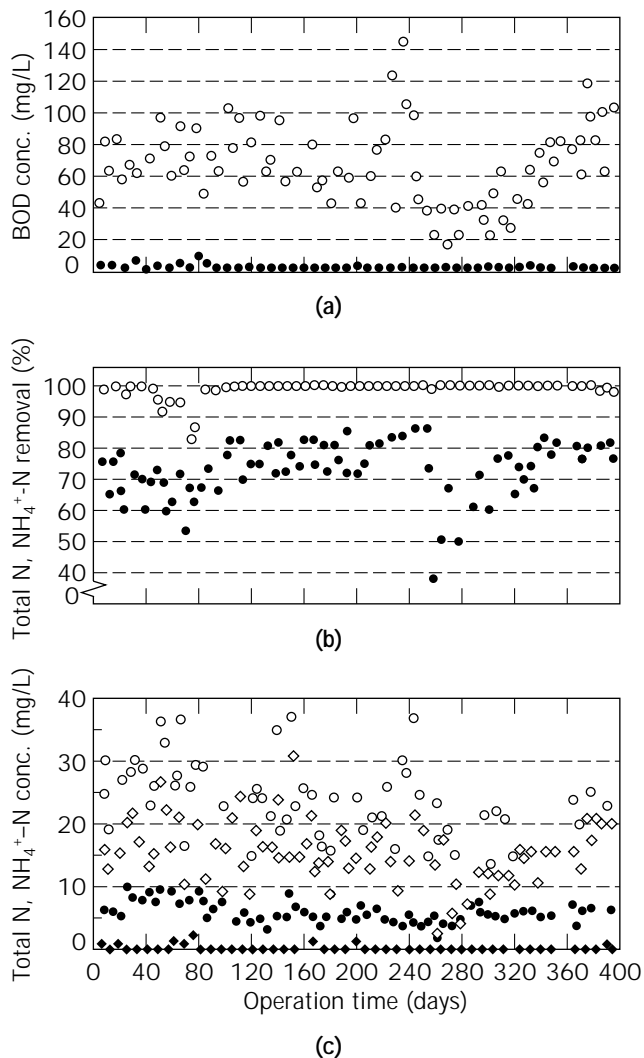 160
140
120
100
80
60
40
20
0
BOD conc. (mg/L)
(a)
100
90
80
70
60
50
40
0
Total N, NH₄⁺-N removal (%)
(b)
40
30
20
10
0
Total N, NH₄⁺–N conc. (mg/L)
0 40 80 120 160 200 240 280 320 360 400
Operation time (days)
(c)